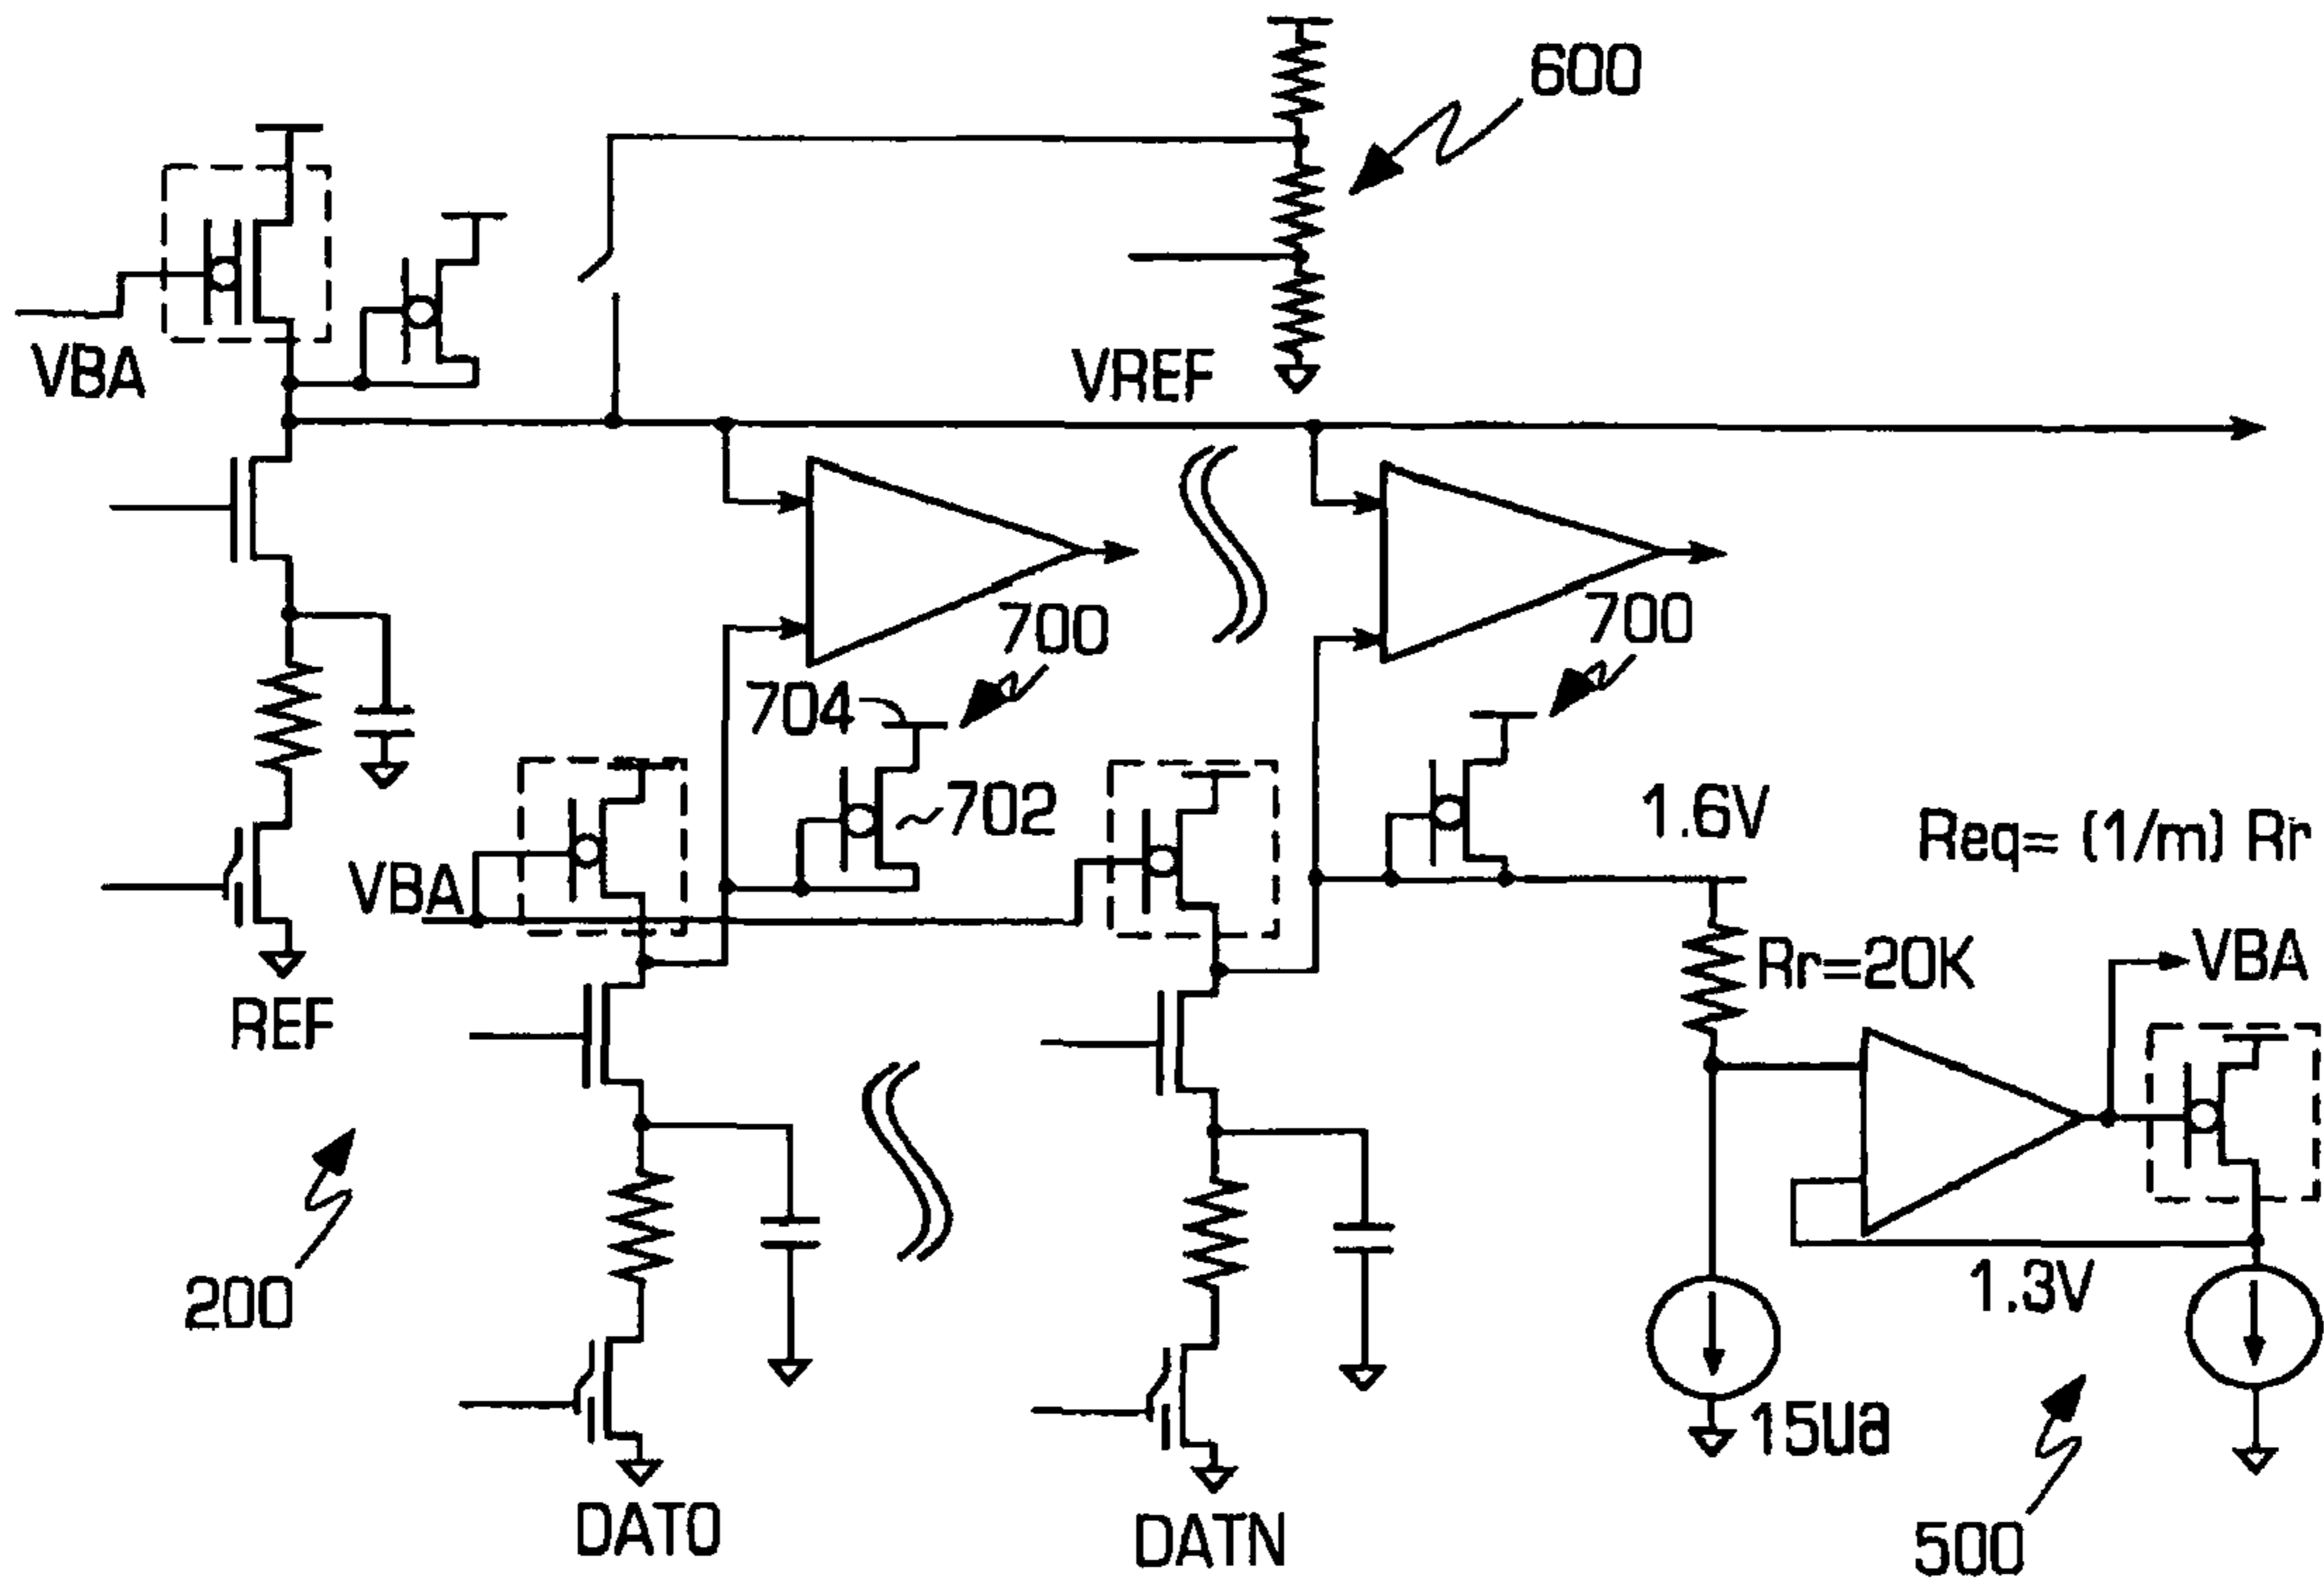 600
VBA
VREF
700
700
704
702
1.6V
Req= (1/m) Rr
VBA
Rr=20K
VBA
REF
200
1.3V
15Ua
DAT0
DATN
500